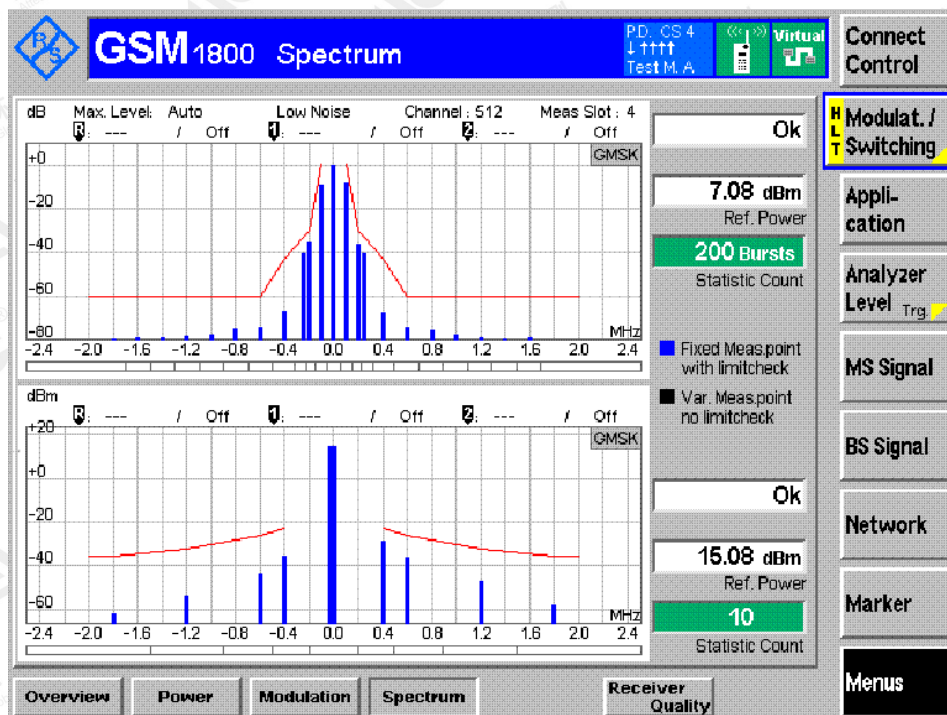 R S
GSM 1800 Spectrum
P.D. CS 4
↓↑↑↑↑
Test M. A
Virtual
Connect Control
dB Max. Level: Auto Low Noise Channel : 512 Meas Slot : 4
R : --- / Off 1 : --- / Off 2 : --- / Off
GMSK
+0
-20
-40
-60
-80
MHz
-2.4 -2.0 -1.6 -1.2 -0.8 -0.4 0.0 0.4 0.8 1.2 1.6 2.0 2.4
Ok
7.08 dBm
Ref. Power
200 Bursts
Statistic Count
Fixed Meas.point
with limitcheck
Var. Meas.point
no limitcheck
dBm
R : --- / Off 1 : --- / Off 2 : --- / Off
GMSK
+20
+0
-20
-40
-60
MHz
-2.4 -2.0 -1.6 -1.2 -0.8 -0.4 0.0 0.4 0.8 1.2 1.6 2.0 2.4
Ok
15.08 dBm
Ref. Power
10
Statistic Count
HLT
Modulat. /
Switching
Appli-
cation
Analyzer
Level Trg.
MS Signal
BS Signal
Network
Marker
Menus
Overview Power Modulation Spectrum Receiver
Quality